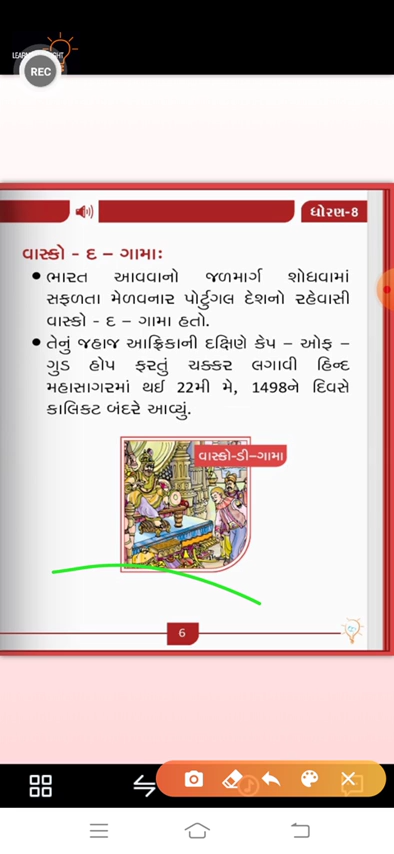 REC
ધોરણ-8
વાસ્કો - દ – ગામાઃ
ભારત આવવાનો જળમાર્ગ શોધવામાં
સફળતા મેળવનાર પોર્ટુગલ દેશનો રહેવાસી
વાસ્કો - દ – ગામા હતો.
તેનું જહાજ આફ્રિકાની દક્ષિણે કેપ – ઓફ –
ગુડ હોપ ફરતું ચક્કર લગાવી હિન્દ
મહાસાગરમાં થઈ 22મી મે, 1498ને દિવસે
કાલિકટ બંદરે આવ્યું.
વાસ્કો-ડી-ગામા
6